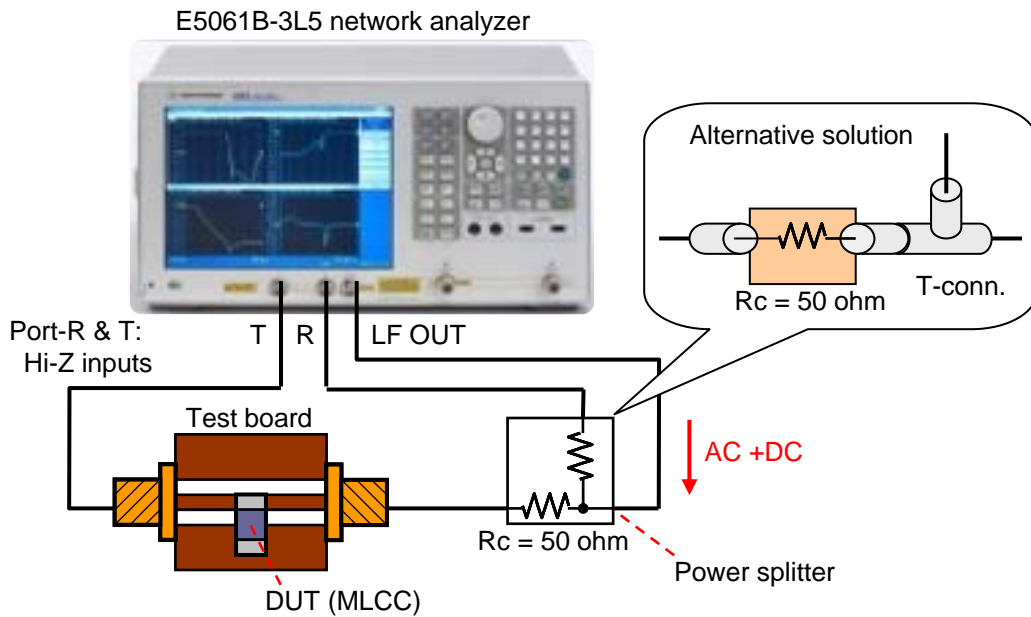 E5061B-3L5 network analyzer
Alternative solution
Rc = 50 ohm
T-conn.
Port-R & T:
Hi-Z inputs
T
R
LF OUT
Test board
AC +DC
Rc = 50 ohm
Power splitter
DUT (MLCC)